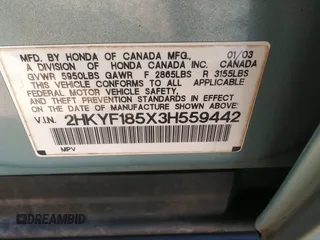 MFD. BY HONDA OF CANADA MFG., 01/03
A DIVISION OF HONDA CANADA INC., CANADA
GVWR 5950LBS GAWR F 2865LBS R 3155LBS
THIS VEHICLE CONFORMS TO ALL APPLICABLE
FEDERAL MOTOR VEHICLE SAFETY AND
THEFT PREVENTION STANDARDS IN EFFECT ON
THE DATE OF MANUFACTURE SHOWN ABOVE.
V.I.N. 2HKYF185X3H559442
MPV
DREAMBID